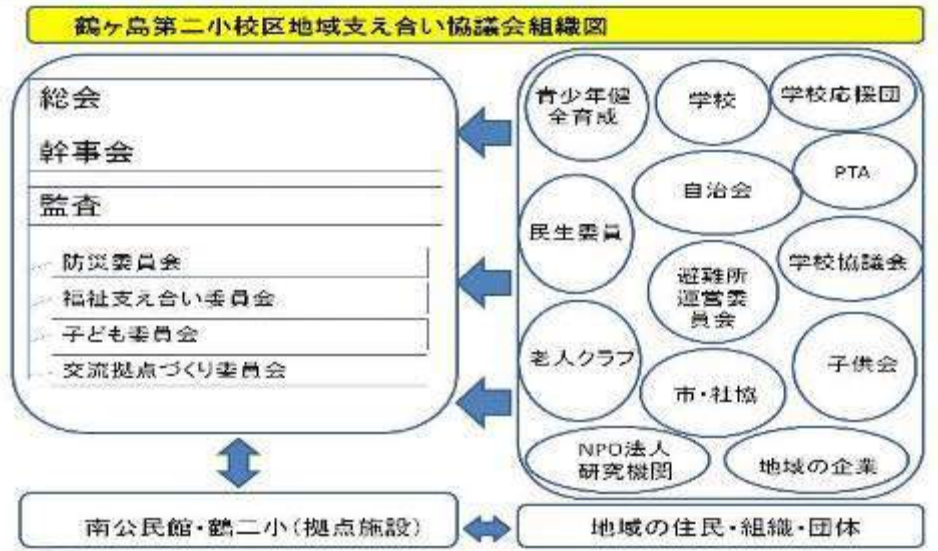 鶴ヶ島第二小校区地域支え合い協議会組織図
総会
幹事会
監査
防災委員会
福祉支え合い委員会
子ども委員会
交流拠点づくり委員会
青少年健
全育成
学校
学校応援団
自治会
PTA
民生委員
避難所
運営委
員会
学校協議会
老人クラブ
市・社協
子供会
NPO法人
研究機関
地域の企業
南公民館・鶴二小(拠点施設)
地域の住民・組織・団体